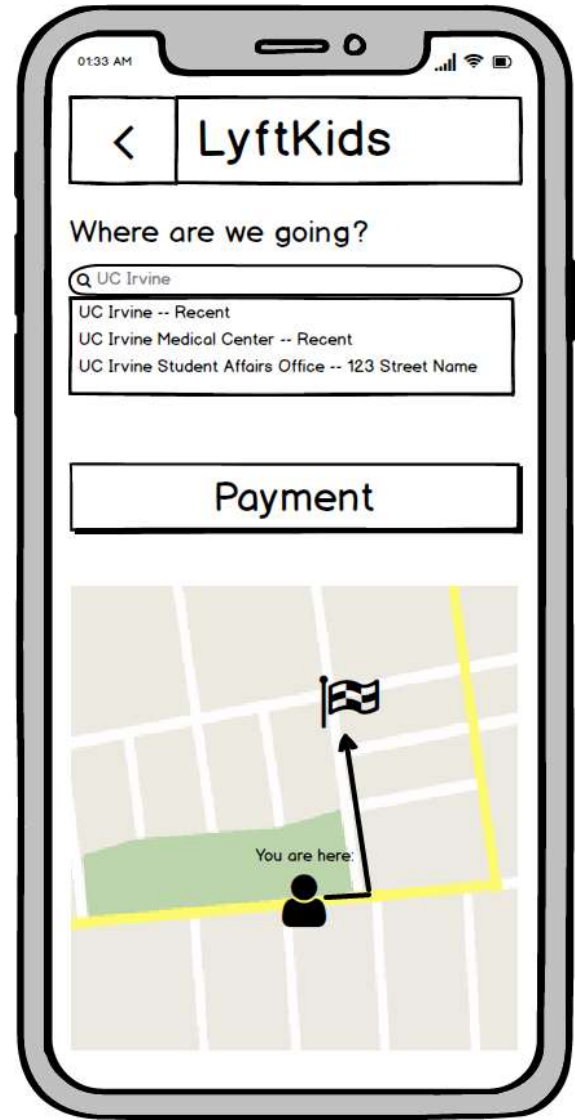 01:33 AM
LyftKids
Where are we going?
UC Irvine
UC Irvine -- Recent
UC Irvine Medical Center -- Recent
UC Irvine Student Affairs Office -- 123 Street Name
Payment
You are here: